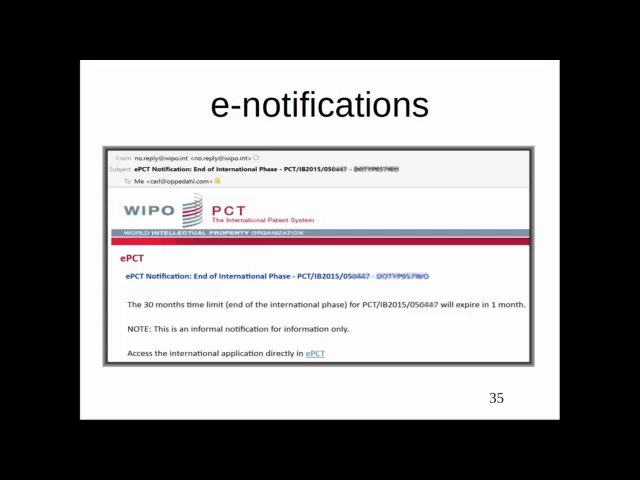 e-notifications
From no.reply@wipo.int <no.reply@wipo.int>
Subject ePCT Notification: End of International Phase - PCT/IB2015/050
To Me <carl@oppedahl.com>
WIPO PCT
The International Patent System
WORLD INTELLECTUAL PROPERTY ORGANIZATION
ePCT
ePCT Notification: End of International Phase - PCT/IB2015/050
The 30 months time limit (end of the international phase) for PCT/IB2015/050 will expire in 1 month.
NOTE: This is an informal notification for information only.
Access the international application directly in ePCT
35